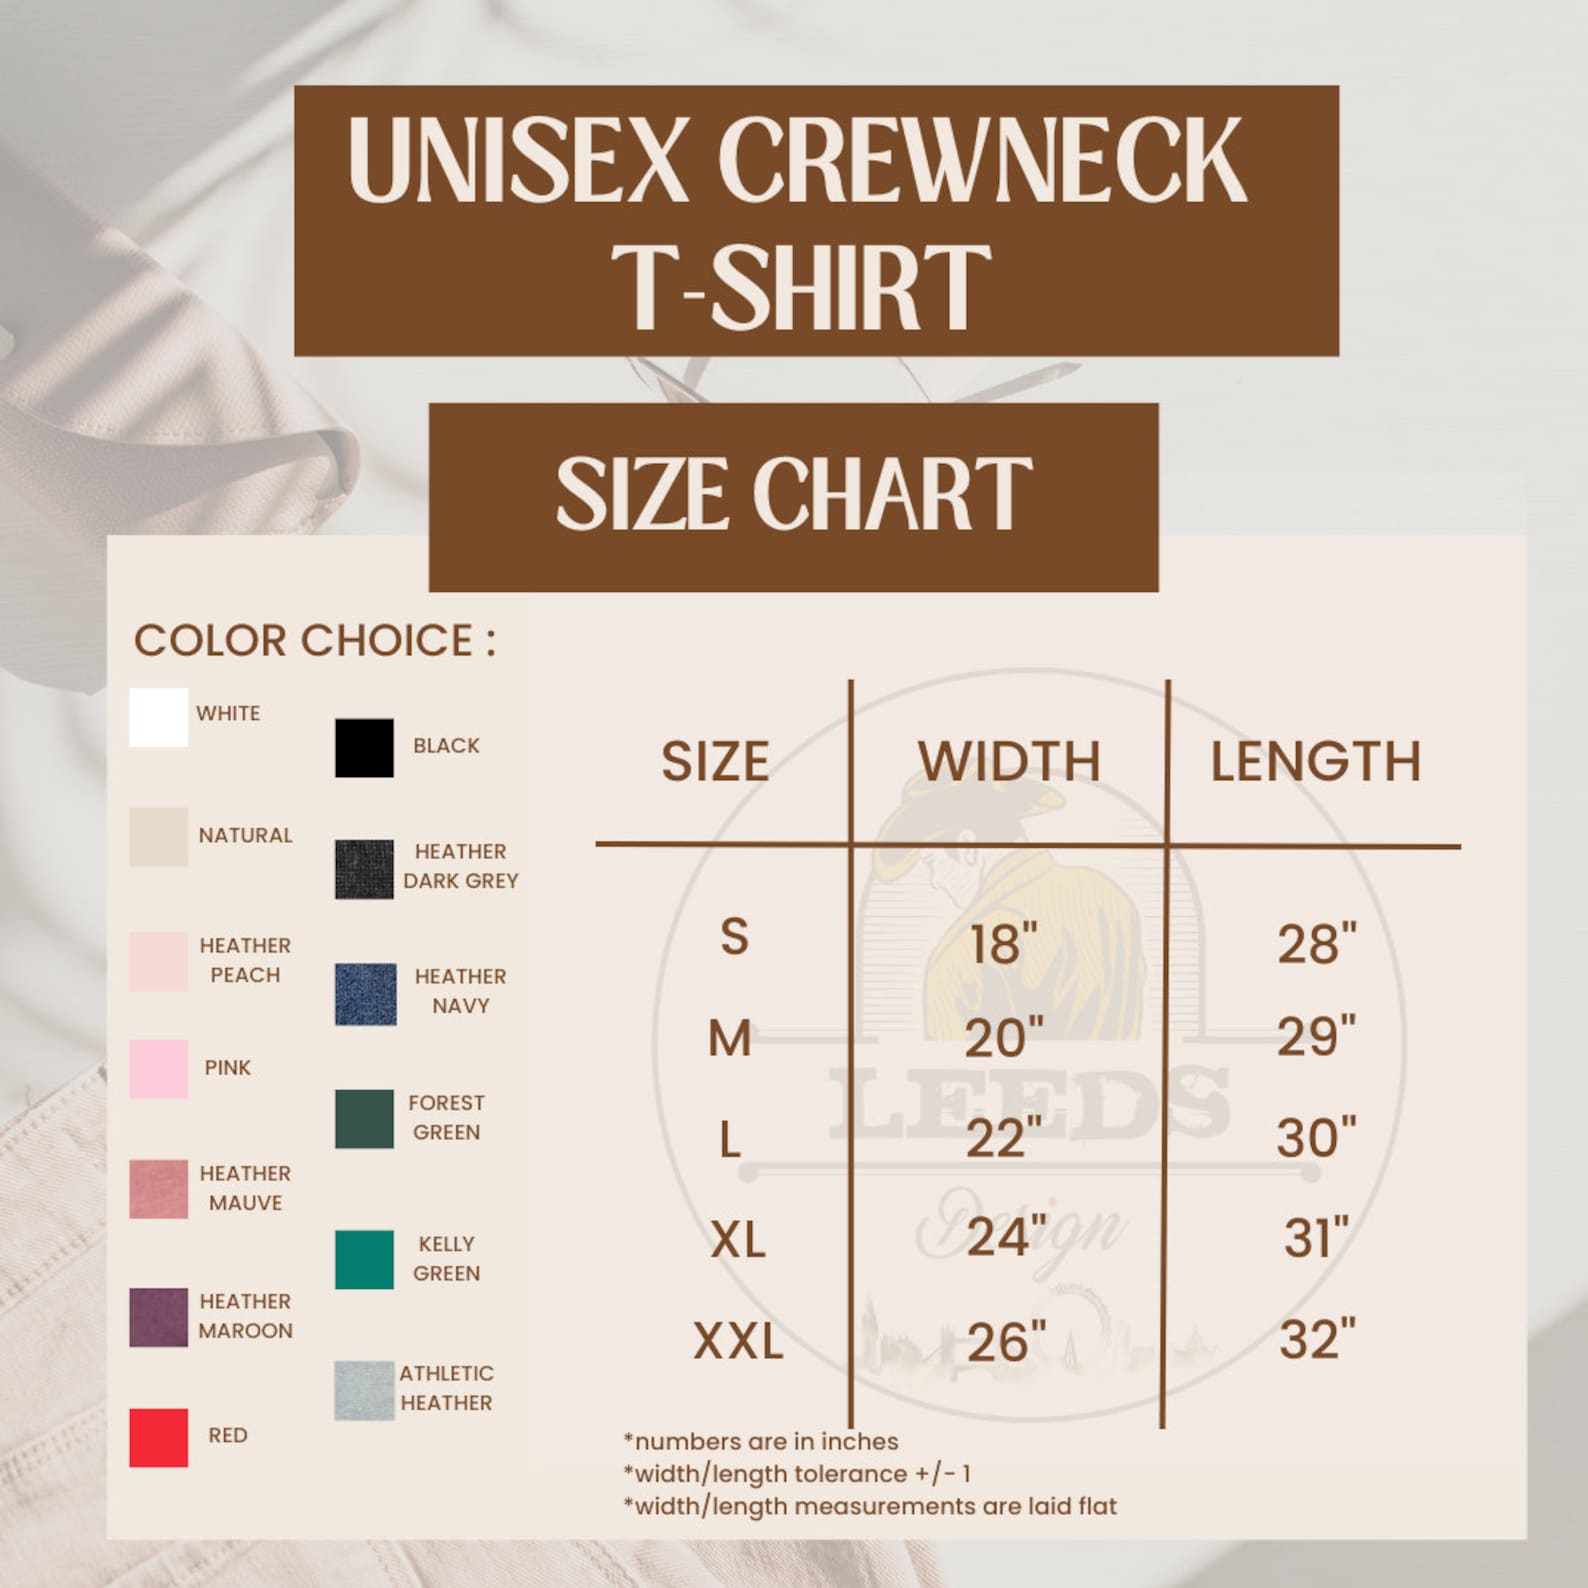 UNISEX CREWNECK
T-SHIRT
SIZE CHART
COLOR CHOICE :
WHITE
BLACK
NATURAL
HEATHER
DARK GREY
HEATHER
PEACH
HEATHER
NAVY
PINK
FOREST
GREEN
HEATHER
MAUVE
KELLY
GREEN
HEATHER
MAROON
ATHLETIC
HEATHER
RED
SIZE WIDTH LENGTH
S 18" 28"
M 20" 29"
L 22" 30"
XL 24" 31"
XXL 26" 32"
LEEDS
Design
*numbers are in inches
*width/length tolerance +/- 1
*width/length measurements are laid flat